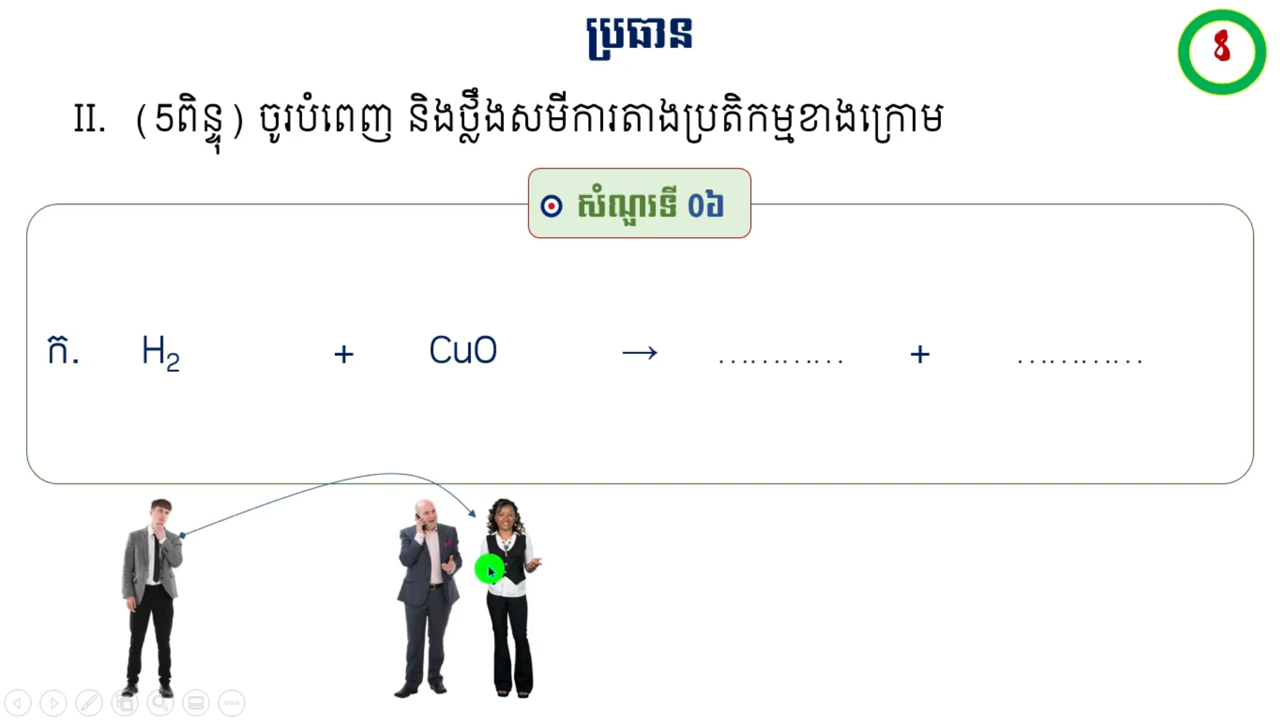 ប្រធាន
8
II. (5ពិន្ទុ) ចូរបំពេញ និងថ្លឹងសមីការតាងប្រតិកម្មខាងក្រោម
សំណួរទី 0៦
ក. H₂ + CuO → ………… + …………